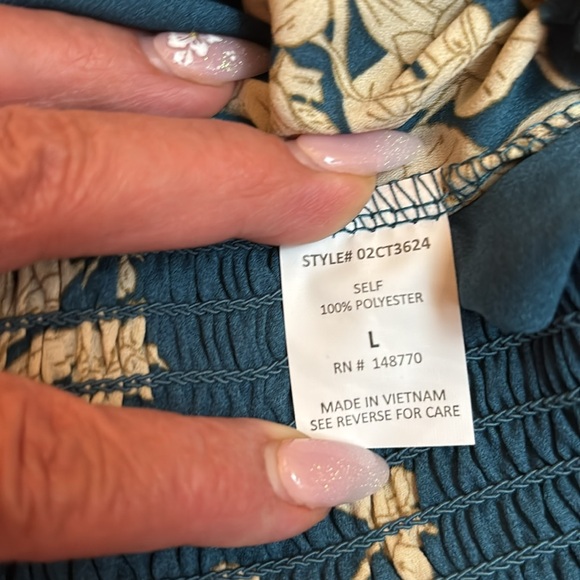 STYLE# 02CT3624
SELF
100% POLYESTER
L
RN # 148770
MADE IN VIETNAM
SEE REVERSE FOR CARE